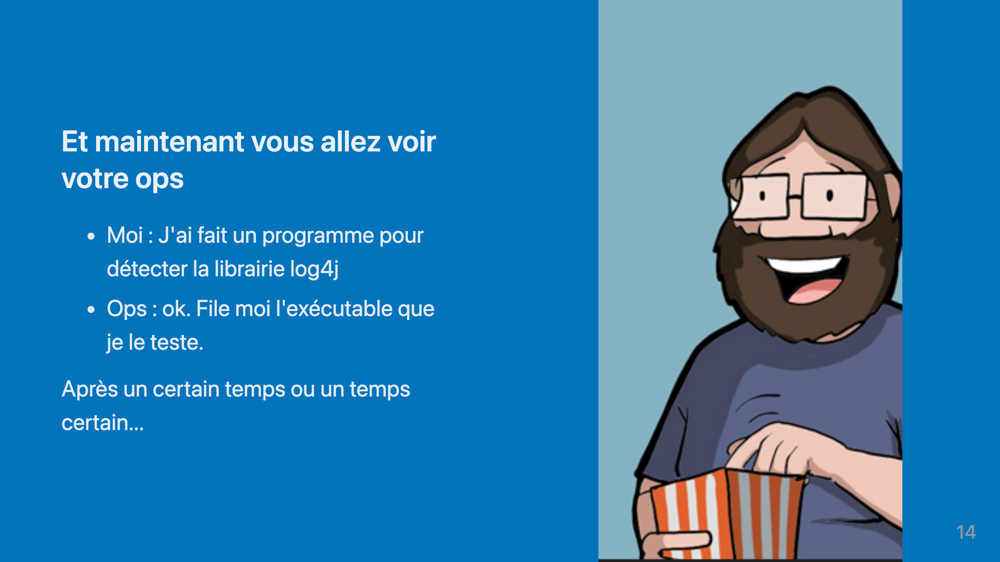 Et maintenant vous allez voir
votre ops
• Moi : J'ai fait un programme pour
détecter la librairie log4j
• Ops : ok. File moi l'exécutable que
je le teste.
Après un certain temps ou un temps
certain...
14